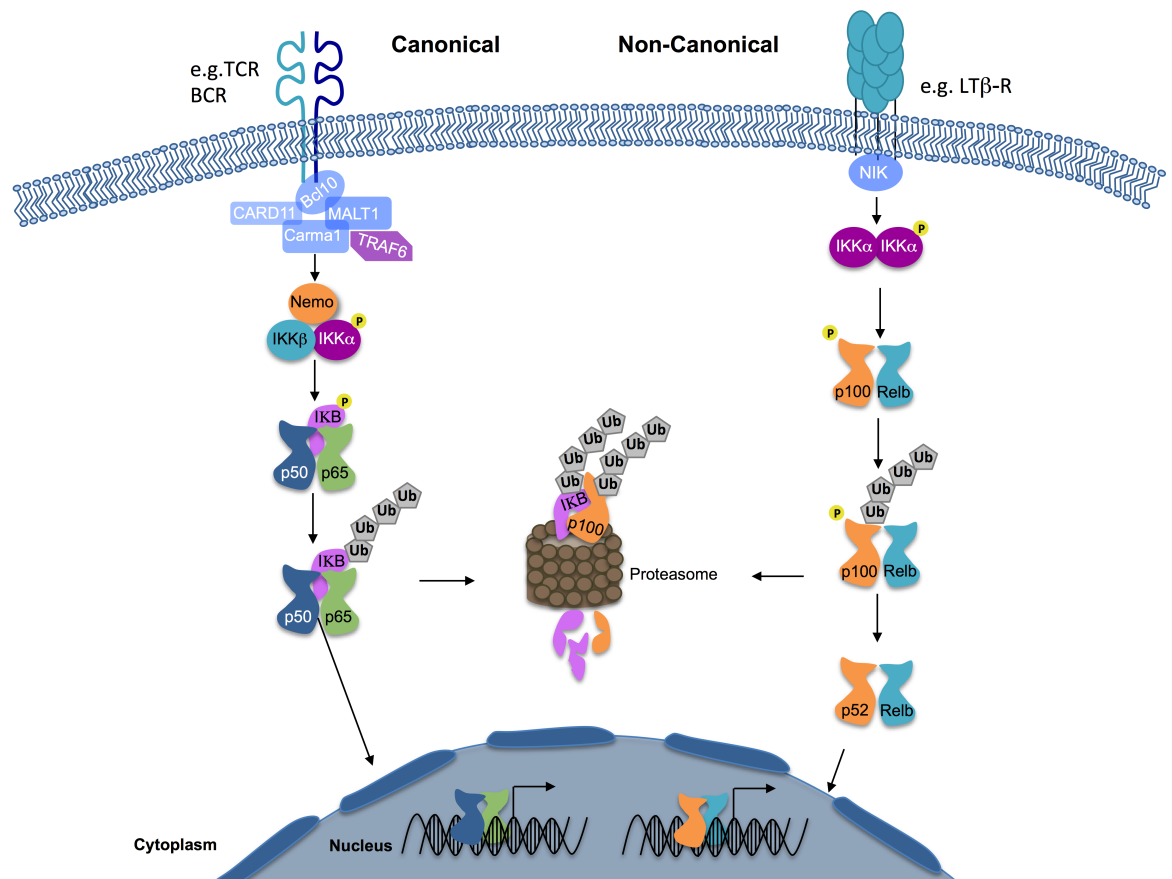 Canonical
Non-Canonical
e.g.TCR
BCR
e.g. LTβ-R
Bcl10
CARD11
MALT1
Carma1
TRAF6
NIK
IKKα
IKKα
P
Nemo
IKKβ
IKKα
P
P
p100
Relb
IKB
P
p50
p65
Ub
Ub
Ub
Ub
Ub
Ub
Ub
Ub
IKB
p100
Proteasome
Ub
Ub
Ub
Ub
P
p100
Relb
Ub
Ub
Ub
Ub
IKB
p50
p65
p52
Relb
Cytoplasm
Nucleus